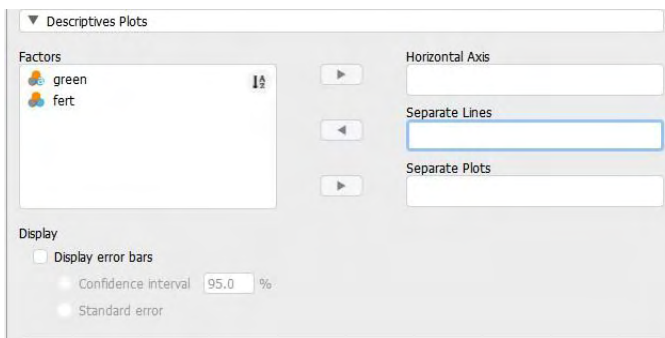 Descriptives Plots
Factors
green
fert
Horizontal Axis
Separate Lines
Separate Plots
Display
Display error bars
Confidence interval 95.0 %
Standard error